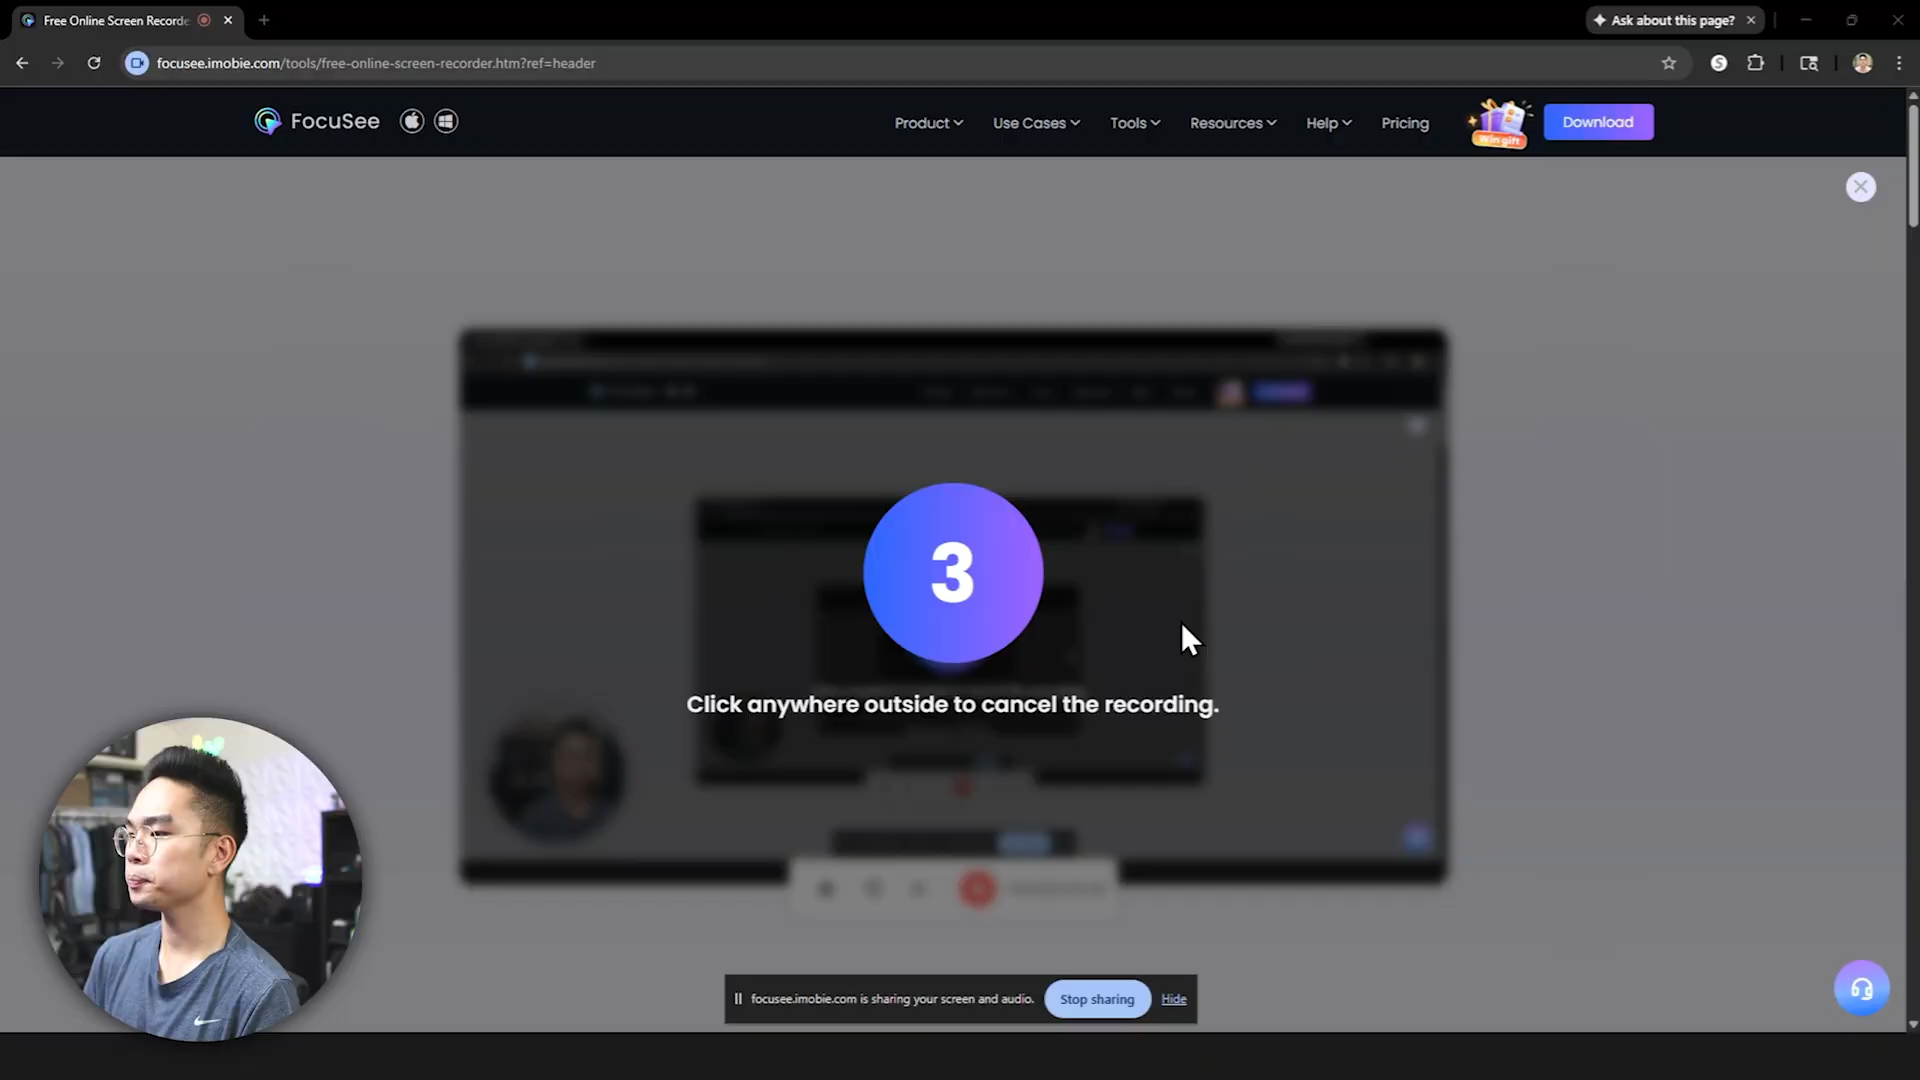 Free Online Screen Recorde
Ask about this page?
focusee.imobie.com/tools/free-online-screen-recorder.htm?ref=header
FocuSee
Product
Use Cases
Tools
Resources
Help
Pricing
Win gift
Download
3
Click anywhere outside to cancel the recording.
focusee.imobie.com is sharing your screen and audio.
Stop sharing
Hide